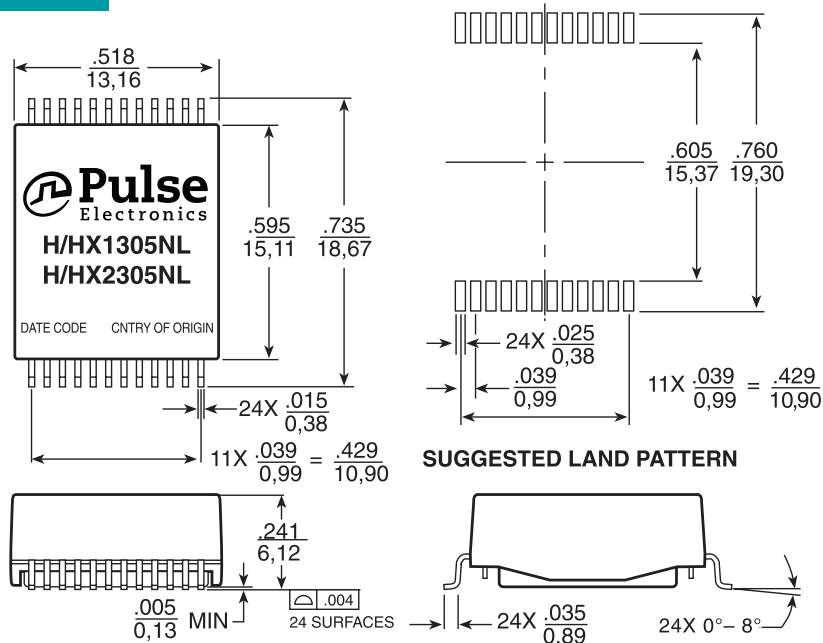 .518
13,16
Pulse
Electronics
H/HX1305NL
H/HX2305NL
DATE CODE CNTRY OF ORIGIN
.595
15,11
.735
18,67
24X .015
0,38
11X .039 = .429
0,99 10,90
.605
15,37
.760
19,30
24X .025
0,38
.039
0,99
11X .039 = .429
0,99 10,90
SUGGESTED LAND PATTERN
.241
6,12
.005
0,13 MIN
.004
24 SURFACES
24X .035
0,89
24X 0°– 8°